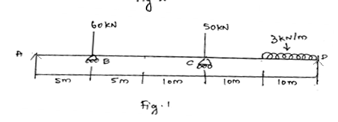 60kN 50kN
3kN/m
A B C D
5m 5m 10m 10m 10m
Fig. 1